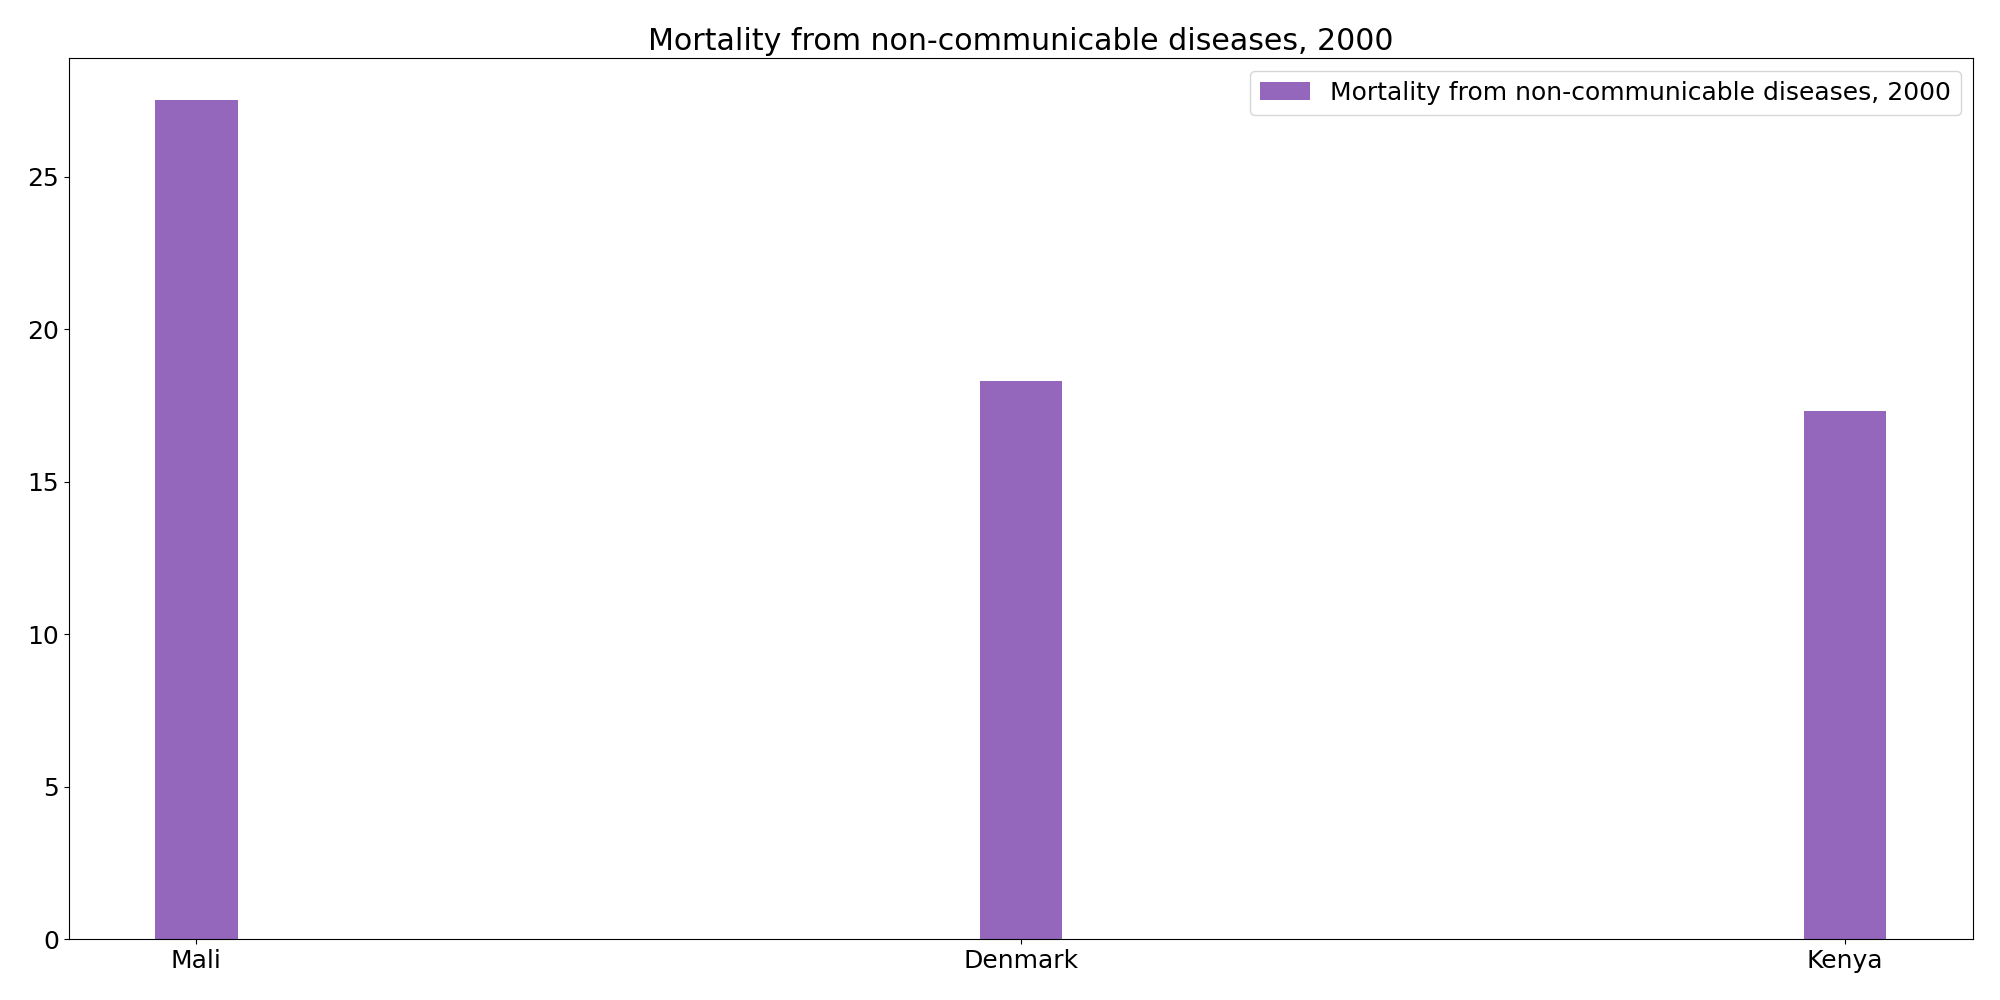 Mortality from non-communicable diseases, 2000
Mortality from non-communicable diseases, 2000
25
20
15
10
5
0
Mali Denmark Kenya